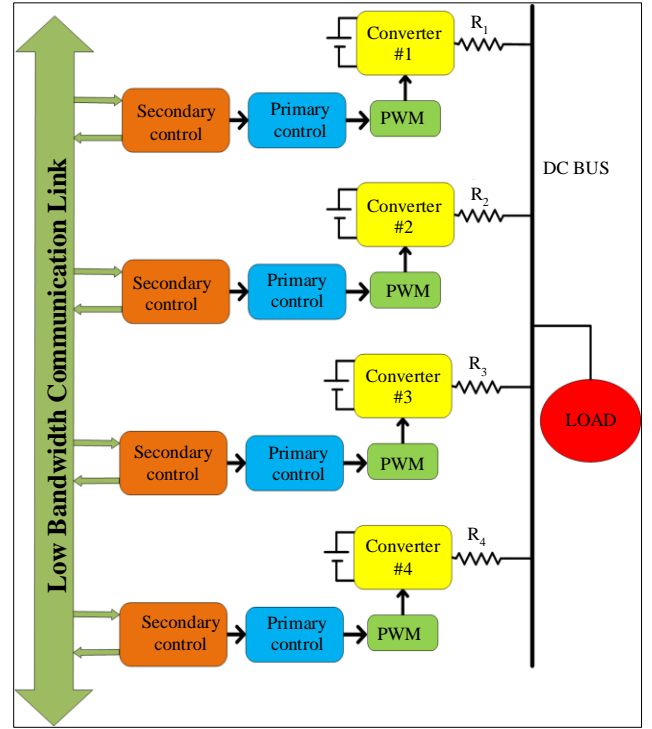 Low Bandwidth Communication Link
Converter
#1
R1
Secondary
control
Primary
control
PWM
DC BUS
Converter
#2
R2
Secondary
control
Primary
control
PWM
Converter
#3
R3
LOAD
Secondary
control
Primary
control
PWM
Converter
#4
R4
Secondary
control
Primary
control
PWM